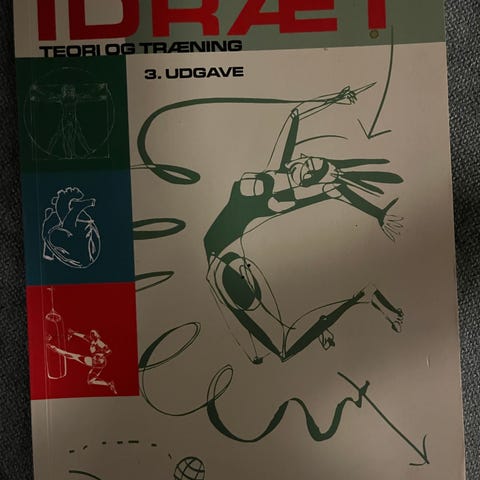 IDRÆT
TEORI OG TRÆNING
3. UDGAVE